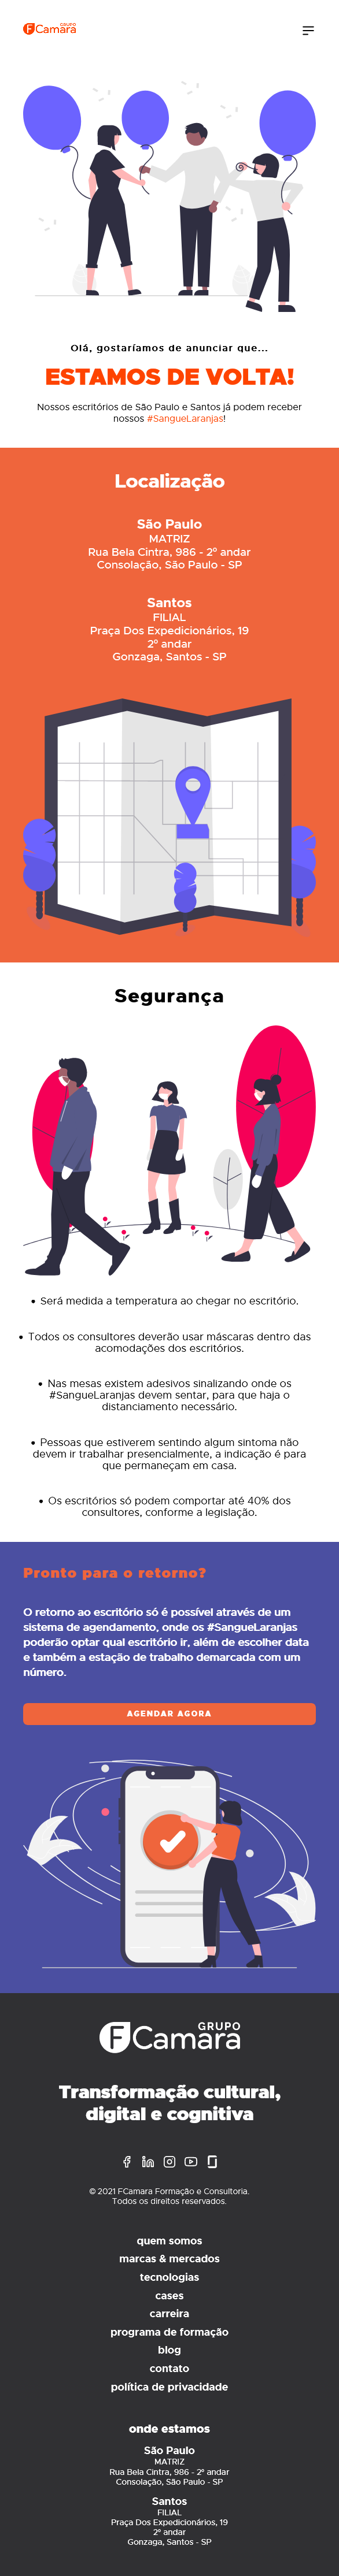 GRUPO
FCamara
Olá, gostaríamos de anunciar que...
ESTAMOS DE VOLTA!
Nossos escritórios de São Paulo e Santos já podem receber
nossos #SangueLaranjas!
Localização
São Paulo
MATRIZ
Rua Bela Cintra, 986 - 2º andar
Consolação, São Paulo - SP
Santos
FILIAL
Praça Dos Expedicionários, 19
2º andar
Gonzaga, Santos - SP
Segurança
• Será medida a temperatura ao chegar no escritório.
• Todos os consultores deverão usar máscaras dentro das
acomodações dos escritórios.
• Nas mesas existem adesivos sinalizando onde os
#SangueLaranjas devem sentar, para que haja o
distanciamento necessário.
• Pessoas que estiverem sentindo algum sintoma não
devem ir trabalhar presencialmente, a indicação é para
que permaneçam em casa.
• Os escritórios só podem comportar até 40% dos
consultores, conforme a legislação.
Pronto para o retorno?
O retorno ao escritório só é possível através de um
sistema de agendamento, onde os #SangueLaranjas
poderão optar qual escritório ir, além de escolher data
e também a estação de trabalho demarcada com um
número.
AGENDAR AGORA
GRUPO
FCamara
Transformação cultural,
digital e cognitiva
© 2021 FCamara Formação e Consultoria.
Todos os direitos reservados.
quem somos
marcas & mercados
tecnologias
cases
carreira
programa de formação
blog
contato
política de privacidade
onde estamos
São Paulo
MATRIZ
Rua Bela Cintra, 986 - 2º andar
Consolação, São Paulo - SP
Santos
FILIAL
Praça Dos Expedicionários, 19
2º andar
Gonzaga, Santos - SP